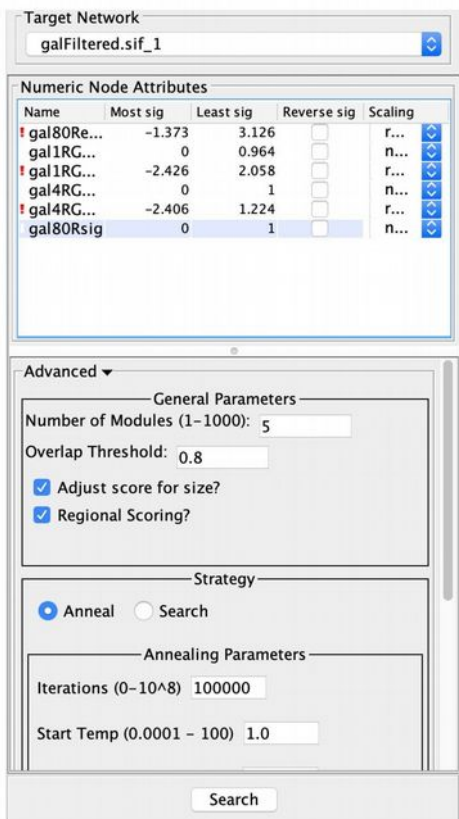 Target Network
galFiltered.sif_1
Numeric Node Attributes
Name Most sig Least sig Reverse sig Scaling
! gal80Re... -1.373 3.126 r...
gal1RG... 0 0.964 n...
! gal1RG... -2.426 2.058 r...
gal4RG... 0 1 n...
! gal4RG... -2.406 1.224 r...
gal80Rsig 0 1 n...
Advanced
General Parameters
Number of Modules (1-1000): 5
Overlap Threshold: 0.8
Adjust score for size?
Regional Scoring?
Strategy
Anneal Search
Annealing Parameters
Iterations (0-10^8) 100000
Start Temp (0.0001 - 100) 1.0
Search